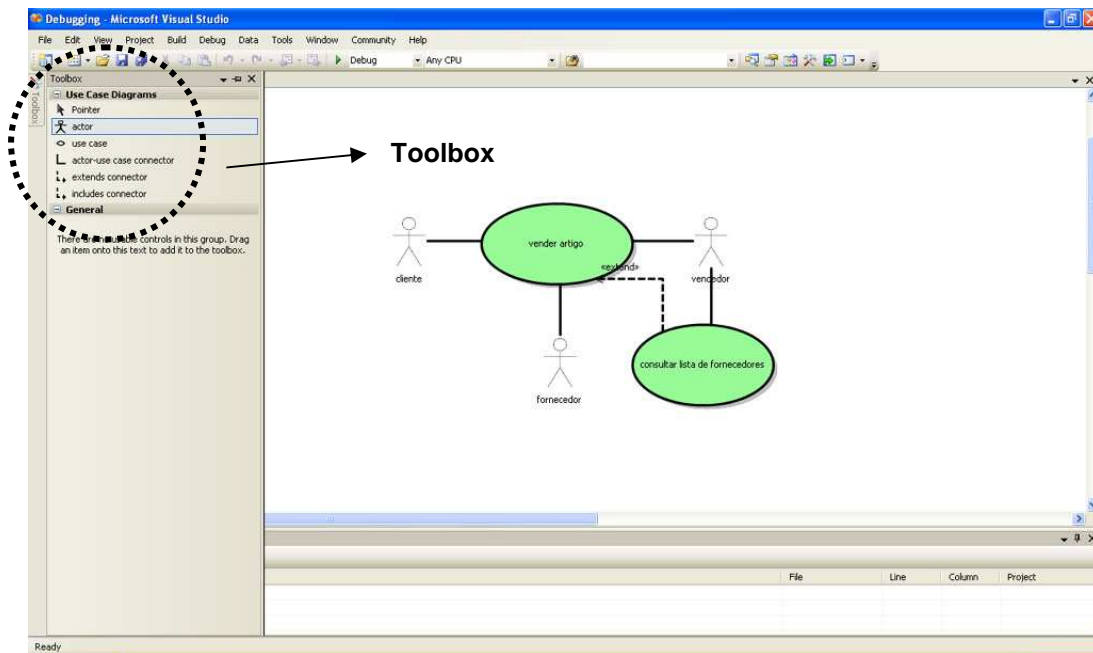 Debugging - Microsoft Visual Studio
File Edit View Project Build Debug Data Tools Window Community Help
Debug Any CPU
Toolbox
Toolbox
Use Case Diagrams
Pointer
actor
use case
actor-use case connector
extends connector
includes connector
General
There are no usable controls in this group. Drag
an item onto this text to add it to the toolbox.
Toolbox
vender artigo
«extend»
cliente
vendedor
consultar lista de fornecedores
fornecedor
File Line Column Project
Ready